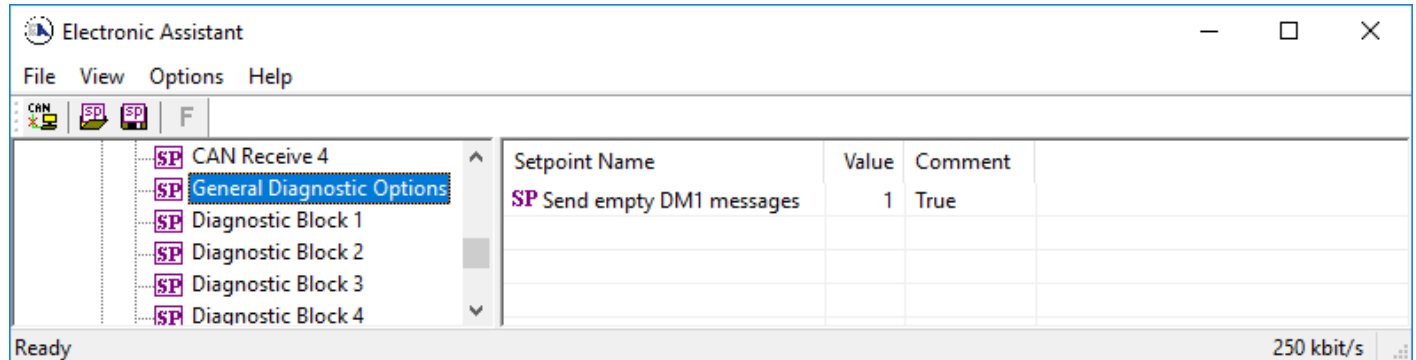 Electronic Assistant
File View Options Help
CAN SP SP F
SP CAN Receive 4
SP General Diagnostic Options
SP Diagnostic Block 1
SP Diagnostic Block 2
SP Diagnostic Block 3
SP Diagnostic Block 4
Setpoint Name Value Comment
SP Send empty DM1 messages 1 True
Ready 250 kbit/s